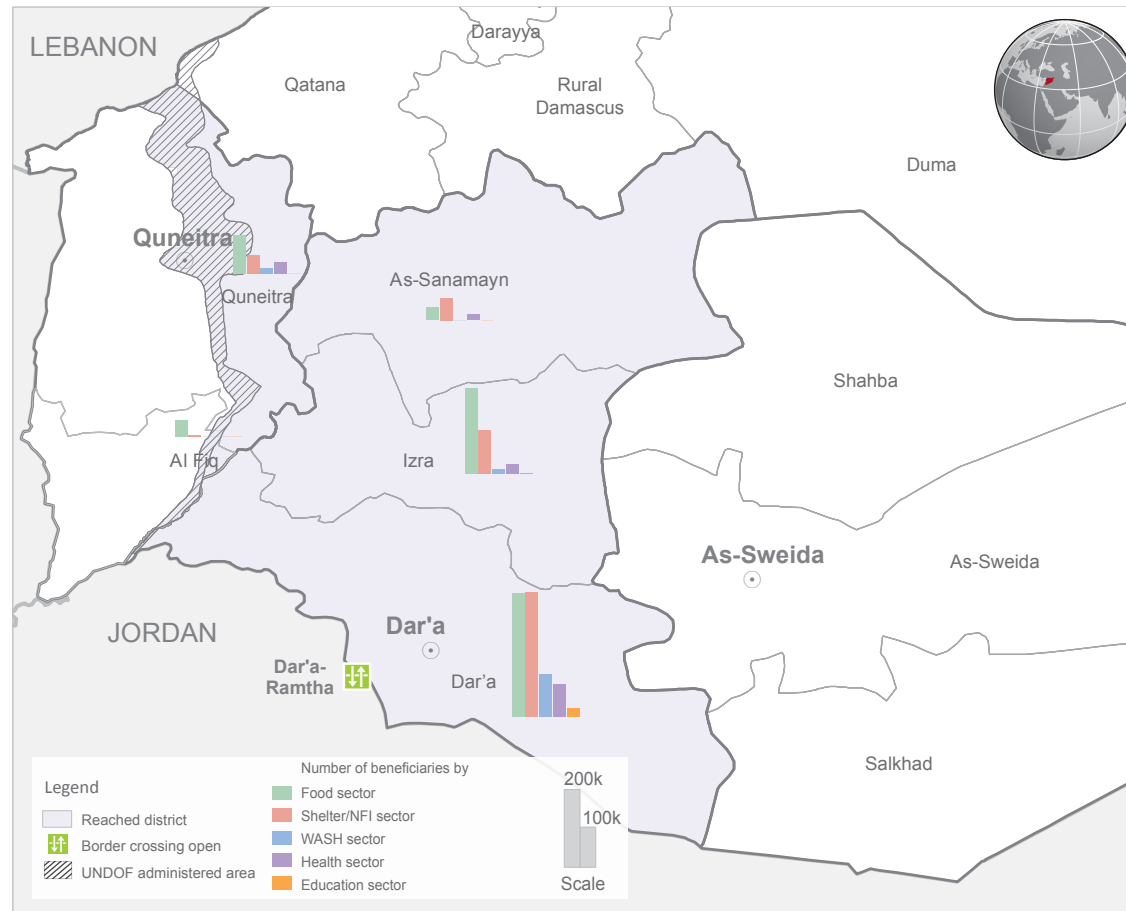 LEBANON
Darayya
Qatana
Rural
Damascus
Duma
Quneitra
Quneitra
As-Sanamayn
Shahba
Al Fiq
Izra
As-Sweida
As-Sweida
JORDAN
Dar'a
Dar'a-
Ramtha
Dar’a
Salkhad
Legend
Reached district
Border crossing open
UNDOF administered area
Number of beneficiaries by
Food sector
Shelter/NFI sector
WASH sector
Health sector
Education sector
200k
100k
Scale